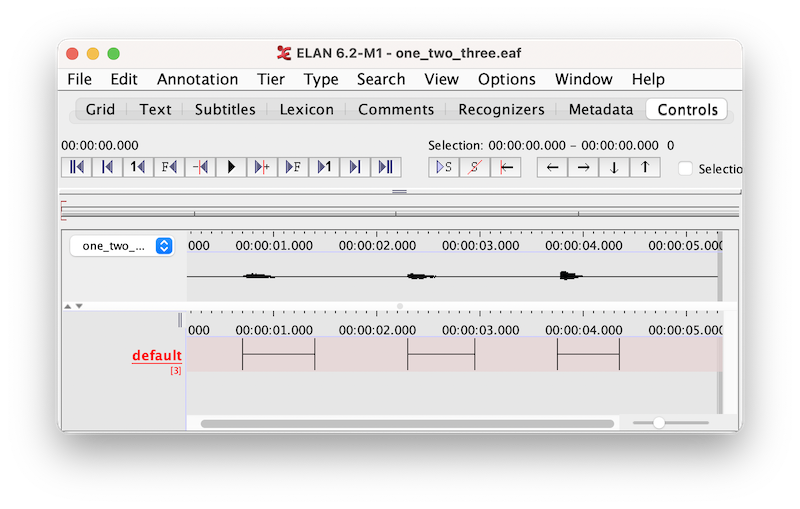 ELAN 6.2-M1 - one_two_three.eaf
File Edit Annotation Tier Type Search View Options Window Help
Grid Text Subtitles Lexicon Comments Recognizers Metadata Controls
00:00:00.000 Selection: 00:00:00.000 - 00:00:00.000 0
1 F + F 1 S S Selectio
one_two_... 000 00:00:01.000 00:00:02.000 00:00:03.000 00:00:04.000 00:00:05.000
000 00:00:01.000 00:00:02.000 00:00:03.000 00:00:04.000 00:00:05.000
default
[3]